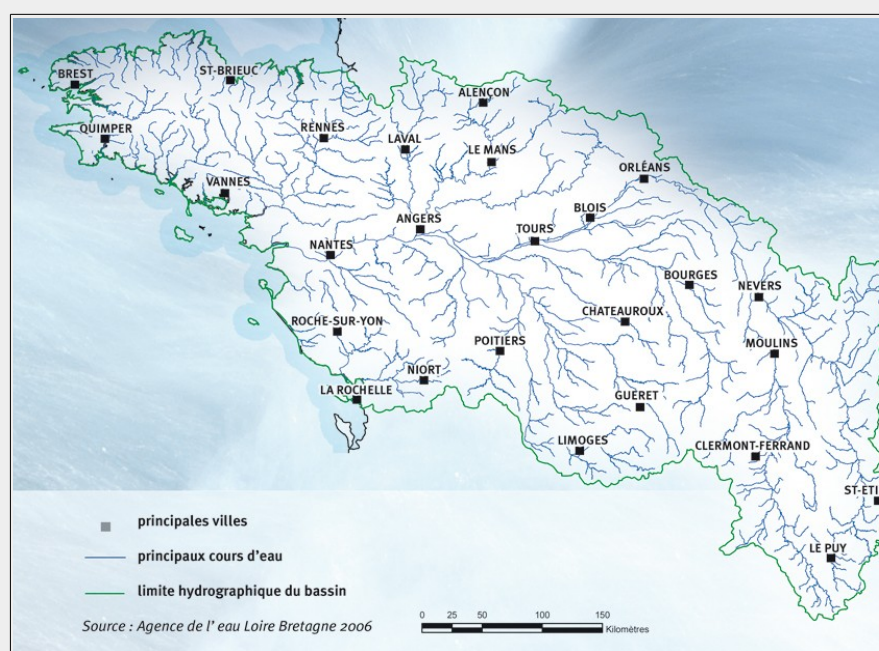 BREST
ST-BRIEUC
ALENÇON
QUIMPER
RENNES
LAVAL
LE MANS
ORLÉANS
VANNES
BLOIS
ANGERS
TOURS
NANTES
BOURGES
NEVERS
CHATEAUROUX
ROCHE-SUR-YON
POITIERS
MOULINS
NIORT
LA ROCHELLE
GUÉRET
LIMOGES
CLERMONT-FERRAND
ST-ETI
LE PUY
principales villes
principaux cours d'eau
limite hydrographique du bassin
Source : Agence de l' eau Loire Bretagne 2006
0 25 50 100 150
Kilomètres